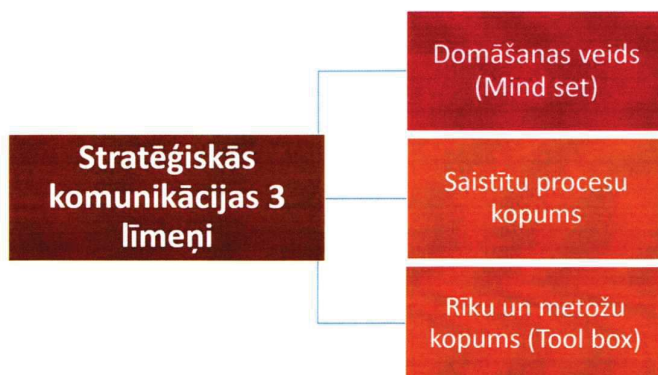 Stratēģiskās
komunikācijas 3
līmeņi
Domāšanas veids
(Mind set)
Saistītu procesu
kopums
Rīku un metožu
kopums (Tool box)